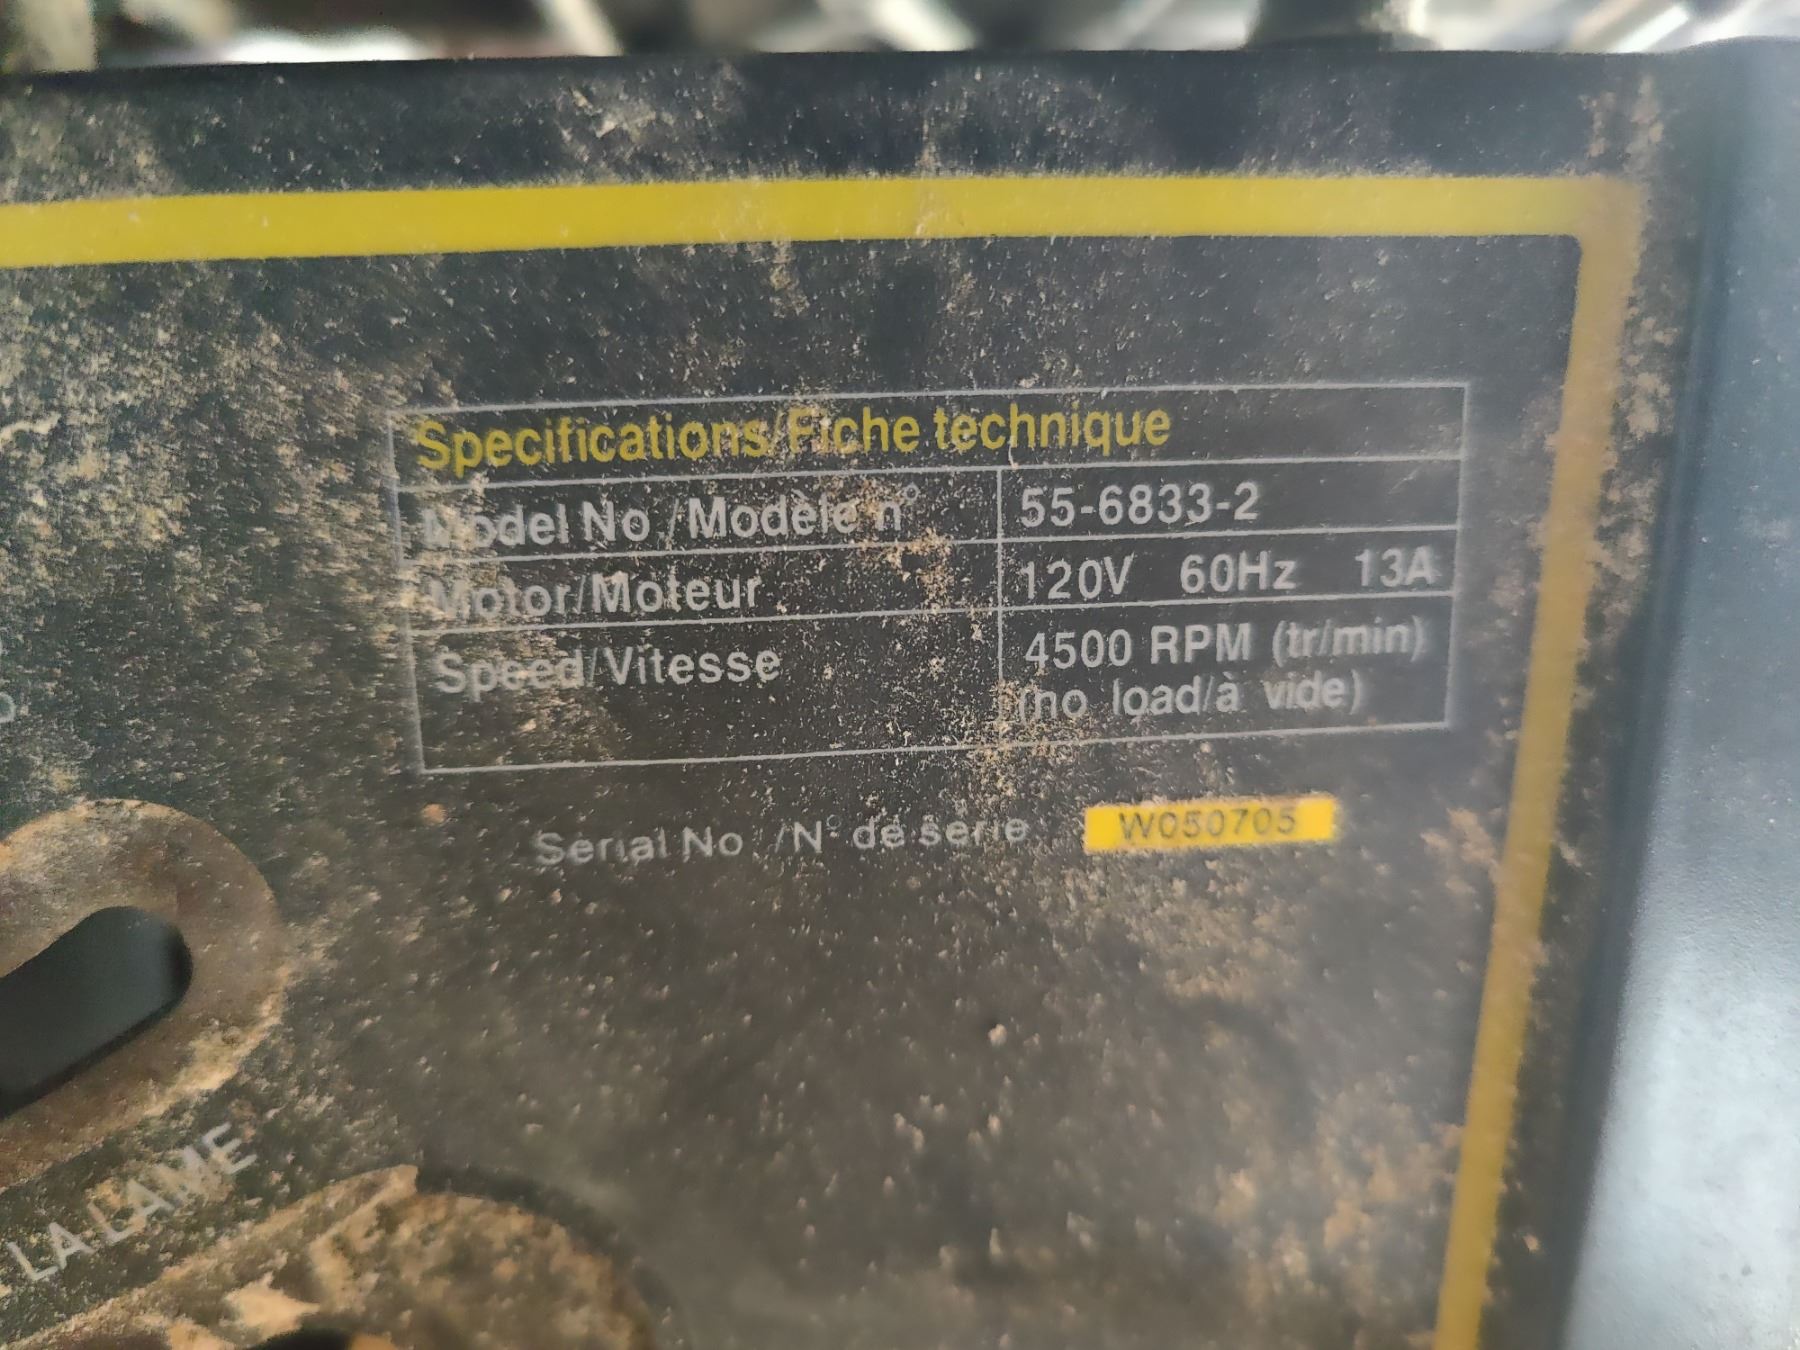 Specifications/Fiche technique
Model No /Modèle n° 55-6833-2
Motor/Moteur 120V 60Hz 13A
Speed/Vitesse 4500 RPM (tr/min)
(no load/à vide)
Serial No /N° de série W050705
LA LAME